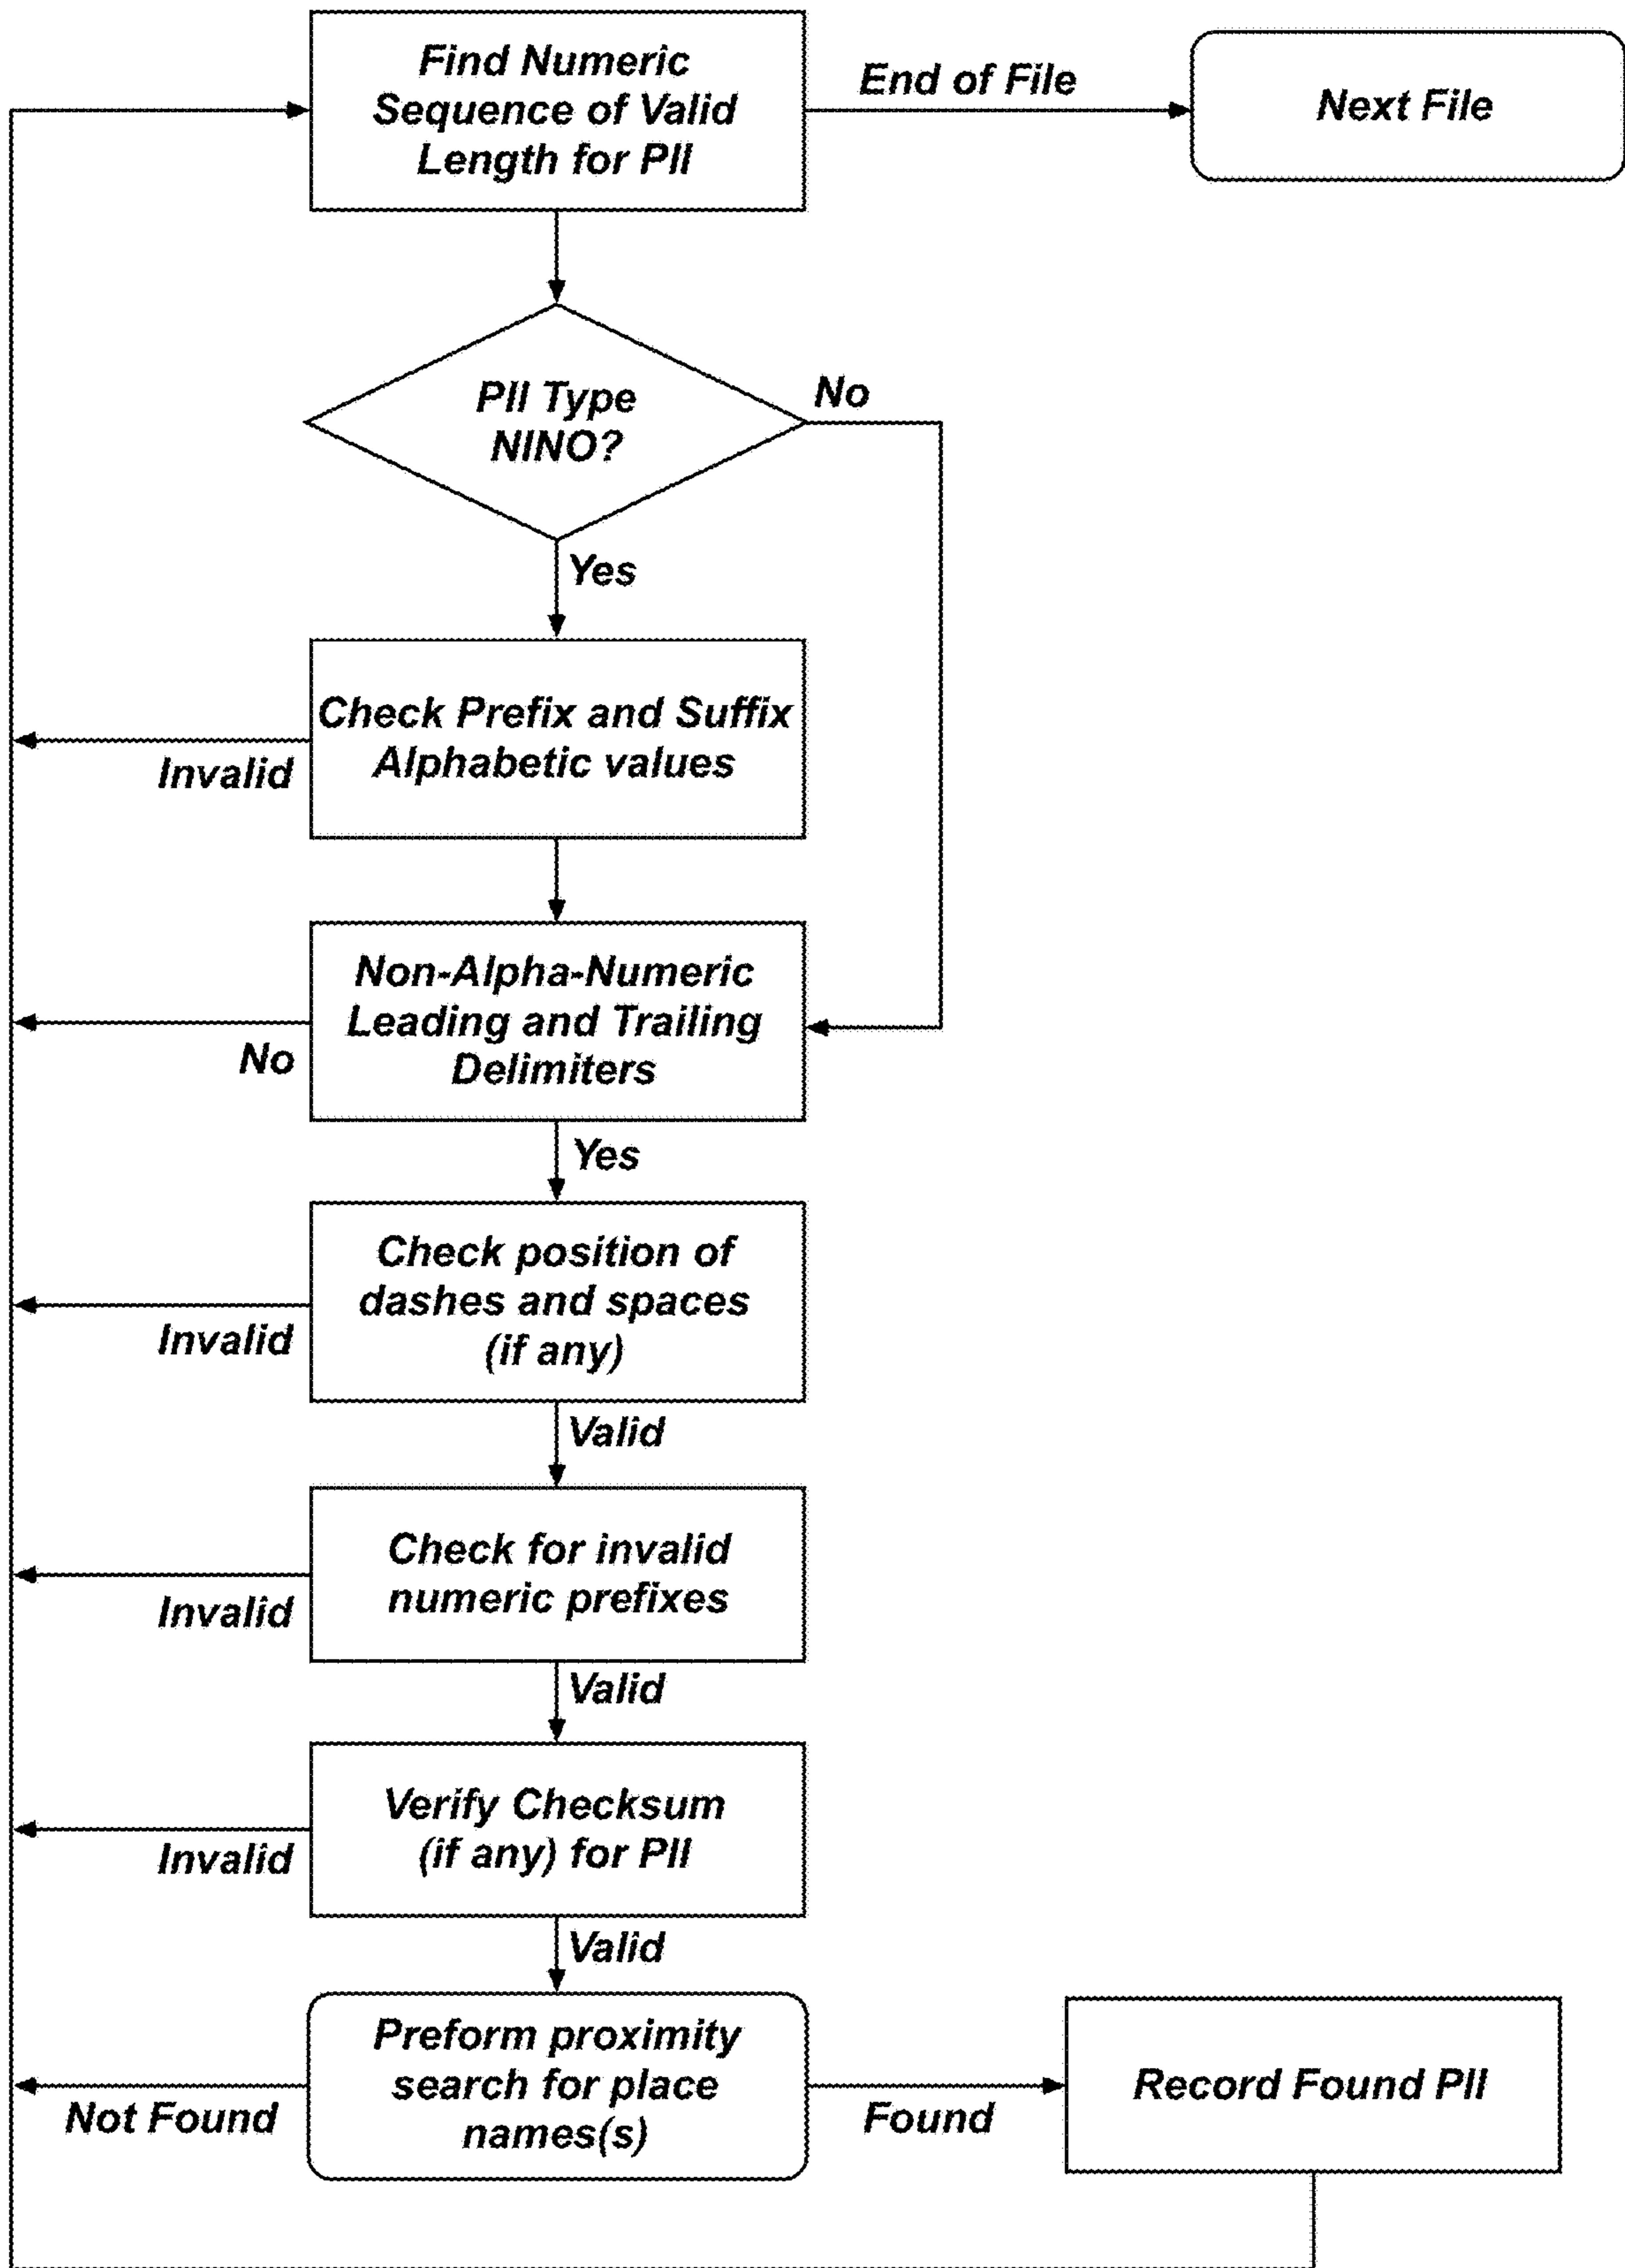 Find Numeric
Sequence of Valid
Length for PII
End of File
Next File
PII Type
NINO?
No
Yes
Check Prefix and Suffix
Alphabetic values
Invalid
Non-Alpha-Numeric
Leading and Trailing
Delimiters
No
Yes
Check position of
dashes and spaces
(if any)
Invalid
Valid
Check for invalid
numeric prefixes
Invalid
Valid
Verify Checksum
(if any) for PII
Invalid
Valid
Preform proximity
search for place
names(s)
Not Found
Found
Record Found PII